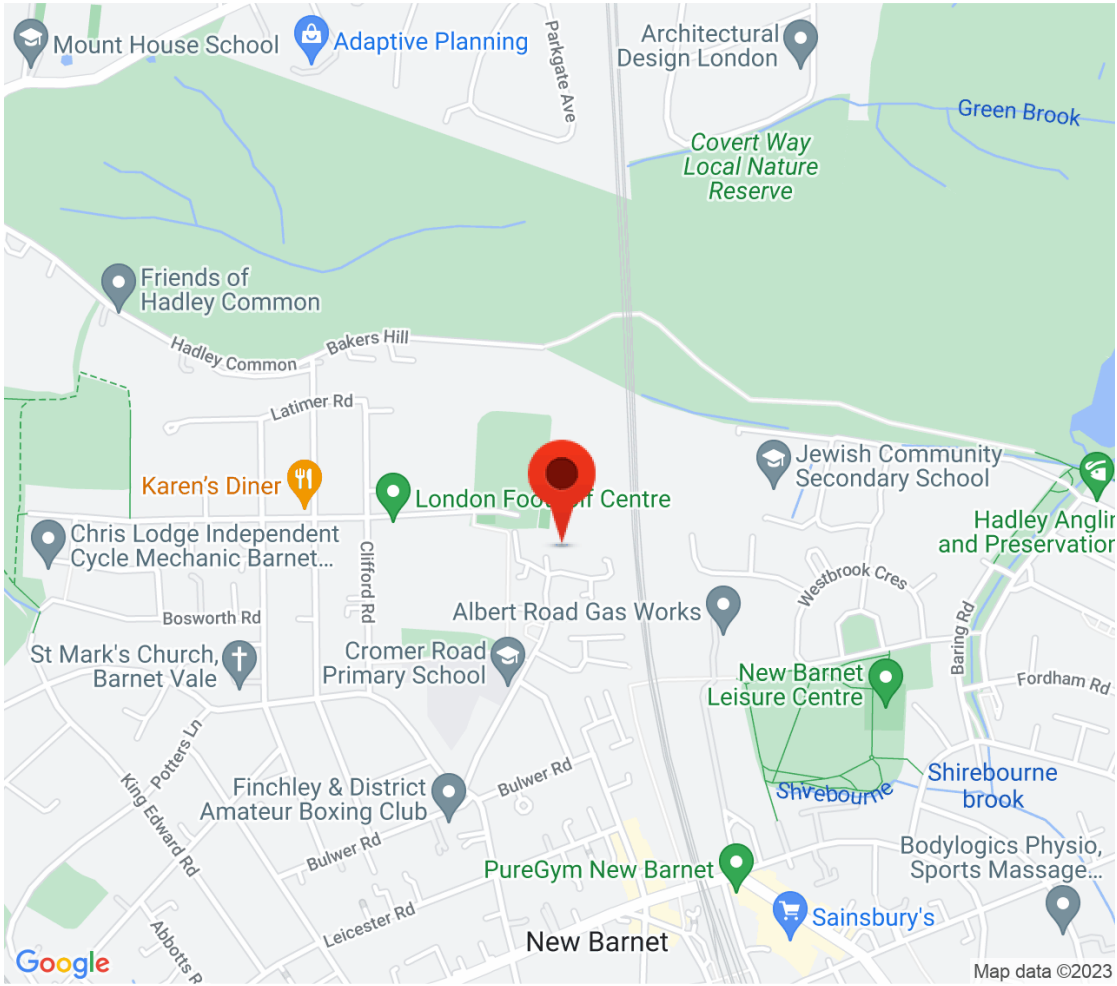 Mount House School
Adaptive Planning
Parkgate Ave
Architectural
Design London
Green Brook
Covert Way
Local Nature
Reserve
Friends of
Hadley Common
Hadley Common
Bakers Hill
Latimer Rd
Karen's Diner
London Foo
ff Centre
Jewish Community
Secondary School
Hadley Anglin
and Preservation
Chris Lodge Independent
Cycle Mechanic Barnet...
Clifford Rd
Bosworth Rd
Westbrook Cres
Albert Road Gas Works
Baring Rd
St Mark's Church,
Barnet Vale
Cromer Road
Primary School
New Barnet
Leisure Centre
Fordham Rd
Potters Ln
King Edward Rd
Bulwer Rd
Finchley & District
Amateur Boxing Club
Shirebourne
brook
Shyebourne
Bulwer Rd
Bodylogics Physio,
Sports Massage...
PureGym New Barnet
Leicester Rd
Sainsbury's
Abbotts R
New Barnet
Google
Map data ©2023